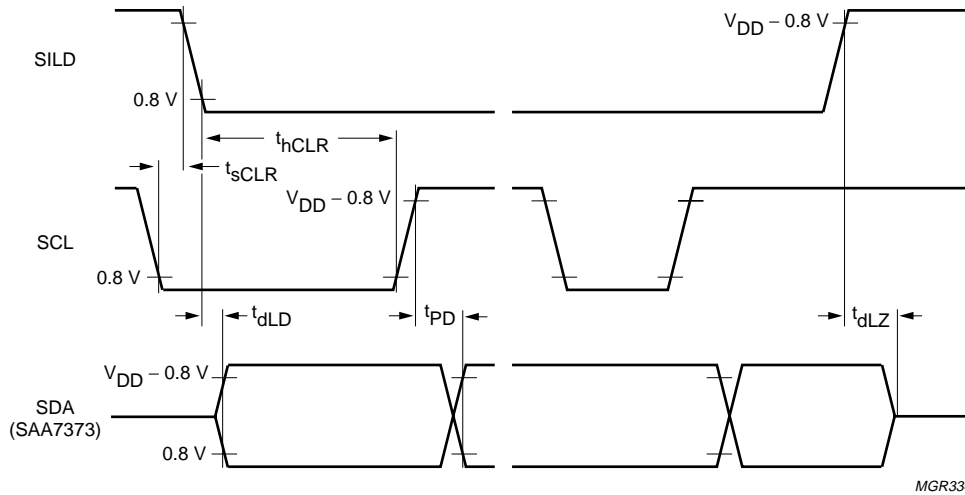 SILD
V_DD – 0.8 V
0.8 V
t_hCLR
t_sCLR
V_DD – 0.8 V
SCL
0.8 V
t_dLD
t_PD
t_dLZ
V_DD – 0.8 V
SDA
(SAA7373)
0.8 V